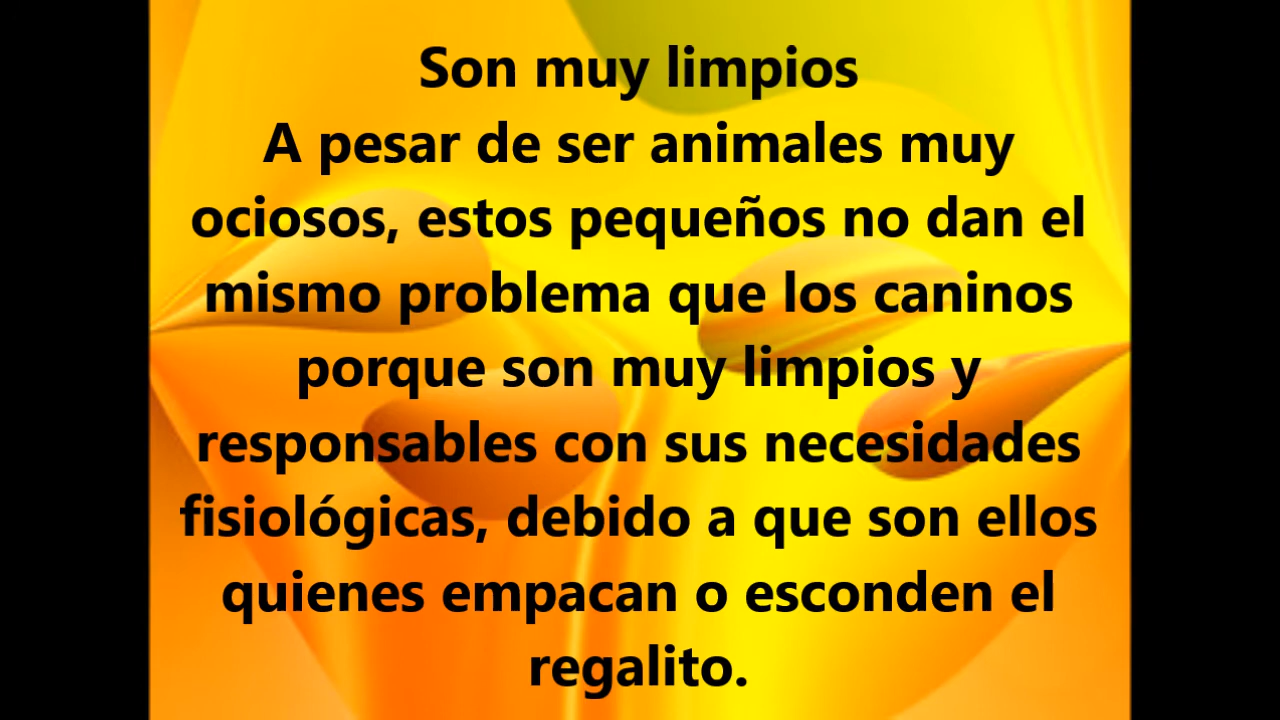 Son muy limpios
A pesar de ser animales muy
ociosos, estos pequeños no dan el
mismo problema que los caninos
porque son muy limpios y
responsables con sus necesidades
fisiológicas, debido a que son ellos
quienes empacan o esconden el
regalito.